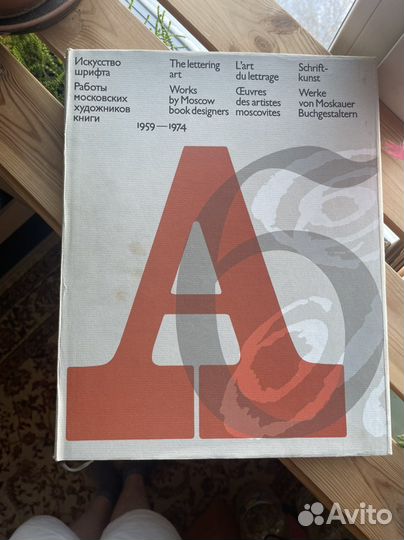 Искусство
шрифта
Работы
московских
художников
книги
The lettering
art
Works
by Moscow
book designers
L'art
du lettrage
Œuvres
des artistes
moscovites
Schrift-
kunst
Werke
von Moskauer
Buchgestaltern
1959—1974
А
Avito